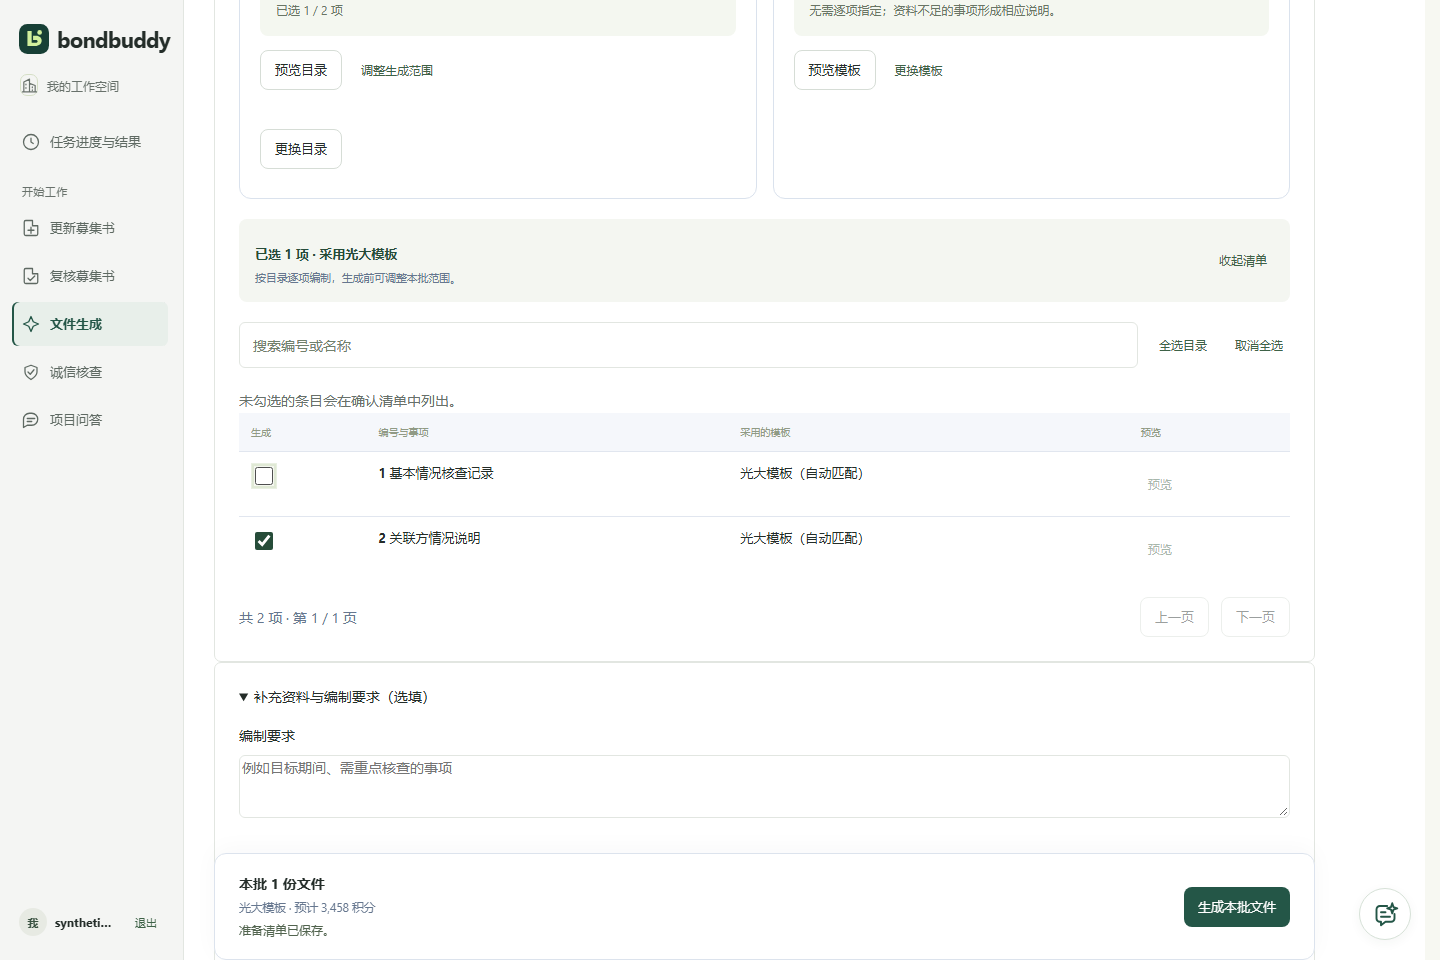 bondbuddy
我的工作空间
任务进度与结果
开始工作
更新募集书
复核募集书
文件生成
诚信核查
项目问答
我 syntheti... 退出
已选 1 / 2 项
预览目录 调整生成范围
更换目录
无需逐项指定；资料不足的事项形成相应说明。
预览模板 更换模板
已选 1 项 · 采用光大模板
按目录逐项编制，生成前可调整本批范围。
收起清单
搜索编号或名称 全选目录 取消全选
未勾选的条目会在确认清单中列出。
生成 编号与事项 采用的模板 预览
1 基本情况核查记录 光大模板（自动匹配） 预览
2 关联方情况说明 光大模板（自动匹配） 预览
共 2 项 · 第 1 / 1 页 上一页 下一页
▼ 补充资料与编制要求（选填）
编制要求
例如目标期间、需重点核查的事项
本批 1 份文件
光大模板 · 预计 3,458 积分
准备清单已保存。
生成本批文件